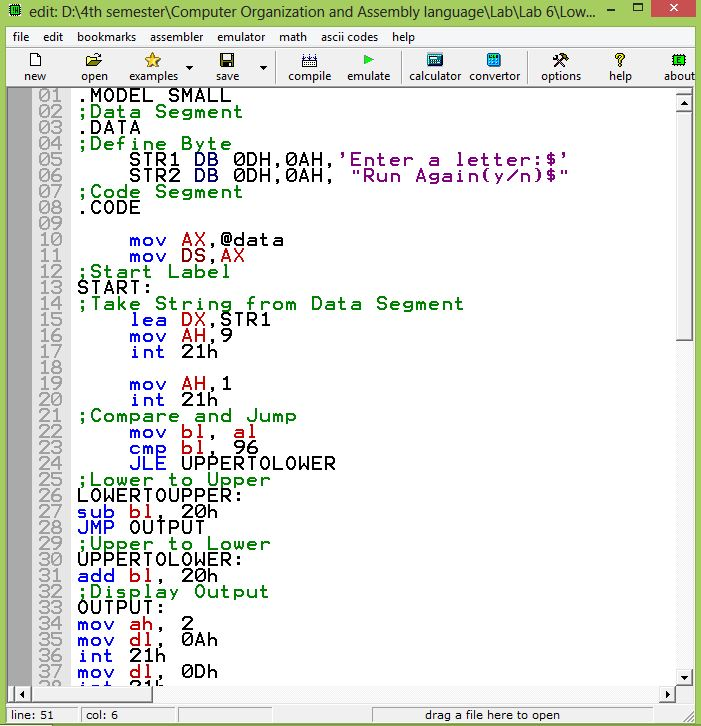 edit: D:\4th semester\Computer Organization and Assembly language\Lab\Lab 6\Low...
file edit bookmarks assembler emulator math ascii codes help
new open examples save compile emulate calculator convertor options help about
01 .MODEL SMALL
02 ;Data Segment
03 .DATA
04 ;Define Byte
05 STR1 DB 0DH,0AH,'Enter a letter:$'
06 STR2 DB 0DH,0AH, "Run Again(y/n)$"
07 ;Code Segment
08 .CODE
09
10 mov AX,@data
11 mov DS,AX
12 ;Start Label
13 START:
14 ;Take String from Data Segment
15 lea DX,STR1
16 mov AH,9
17 int 21h
18
19 mov AH,1
20 int 21h
21 ;Compare and Jump
22 mov bl, al
23 cmp bl, 96
24 JLE UPPERTOLOWER
25 ;Lower to Upper
26 LOWERTOUPPER:
27 sub bl, 20h
28 JMP OUTPUT
29 ;Upper to Lower
30 UPPERTOLOWER:
31 add bl, 20h
32 ;Display Output
33 OUTPUT:
34 mov ah, 2
35 mov dl, 0Ah
36 int 21h
37 mov dl, 0Dh
38 int 21h
line: 51 col: 6 drag a file here to open